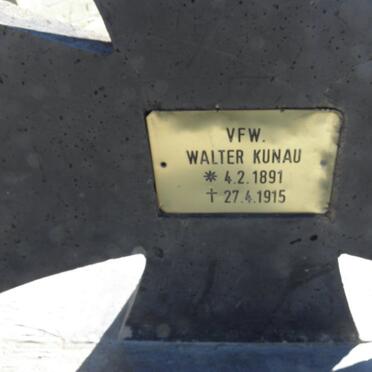 VFW.
WALTER KUNAU
* 4.2.1891
† 27.4.1915